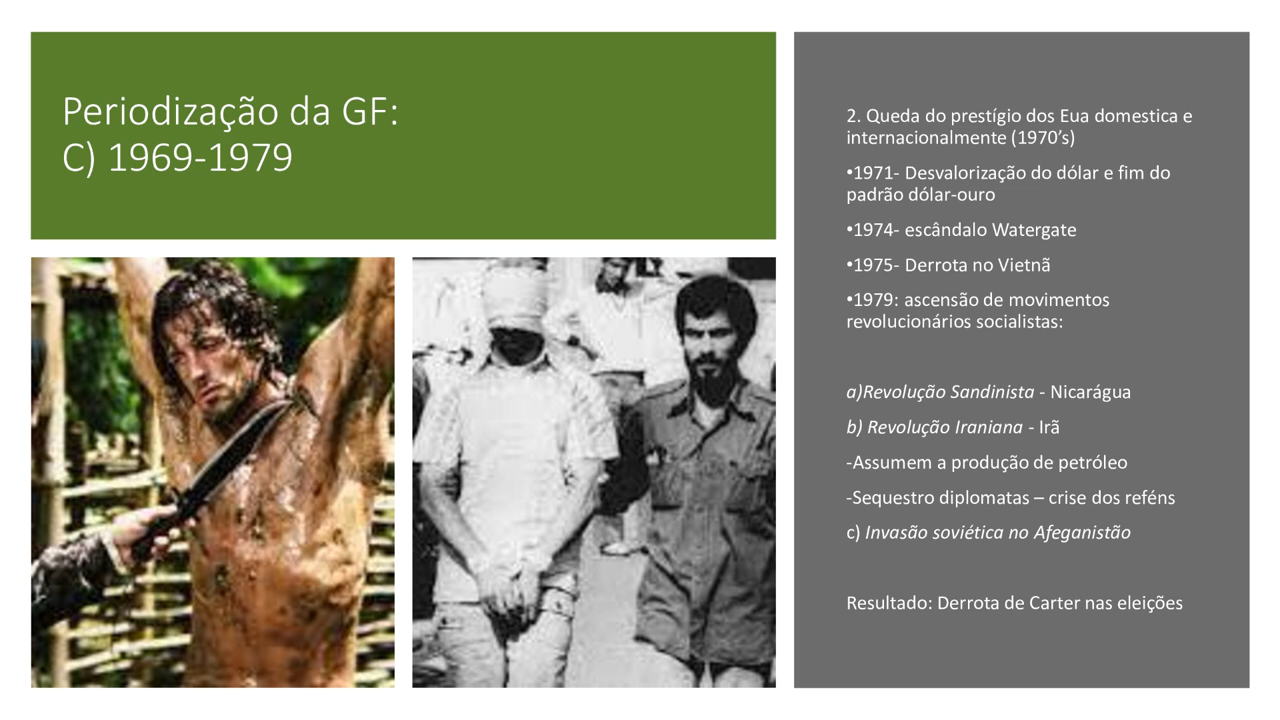 Periodização da GF:
C) 1969-1979
2. Queda do prestígio dos Eua domestica e
internacionalmente (1970’s)
•1971- Desvalorização do dólar e fim do
padrão dólar-ouro
•1974- escândalo Watergate
•1975- Derrota no Vietnã
•1979: ascensão de movimentos
revolucionários socialistas:
a)Revolução Sandinista - Nicarágua
b) Revolução Iraniana - Irã
-Assumem a produção de petróleo
-Sequestro diplomatas – crise dos reféns
c) Invasão soviética no Afeganistão
Resultado: Derrota de Carter nas eleições